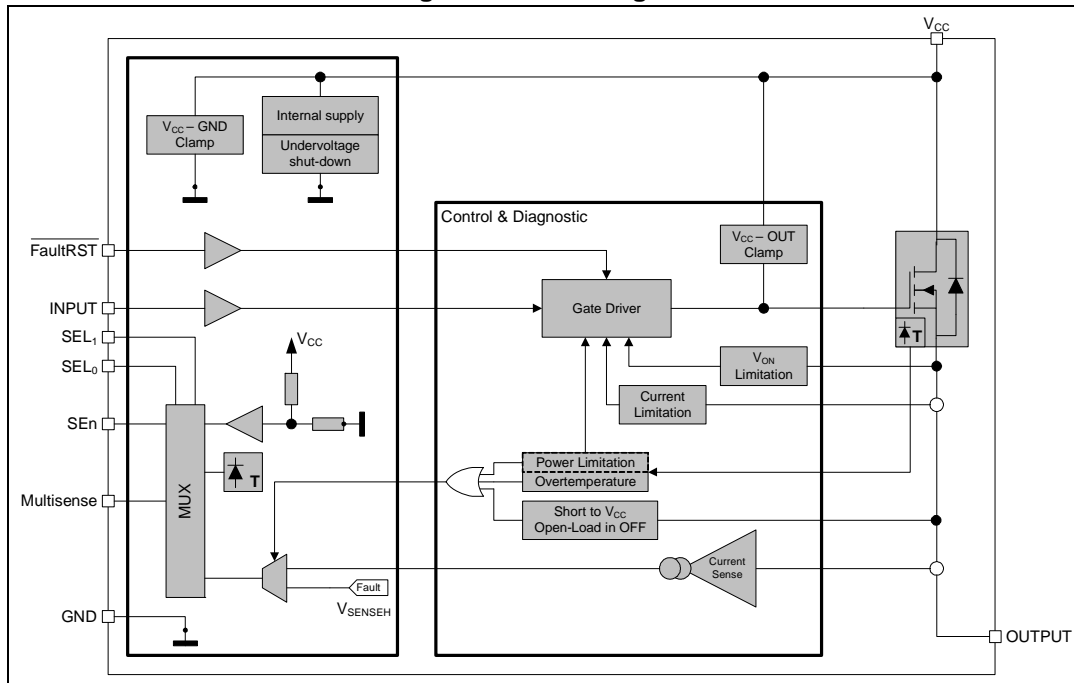 VCC
VCC – GND
Clamp
Internal supply
Undervoltage
shut-down
Control & Diagnostic
VCC – OUT
Clamp
FaultRST
INPUT
SEL1
SEL0
SEn
Multisense
GND
VCC
Gate Driver
T
VON
Limitation
Current
Limitation
Power Limitation
Overtemperature
T
MUX
Short to VCC
Open-Load in OFF
Current
Sense
Fault
VSENSEH
OUTPUT